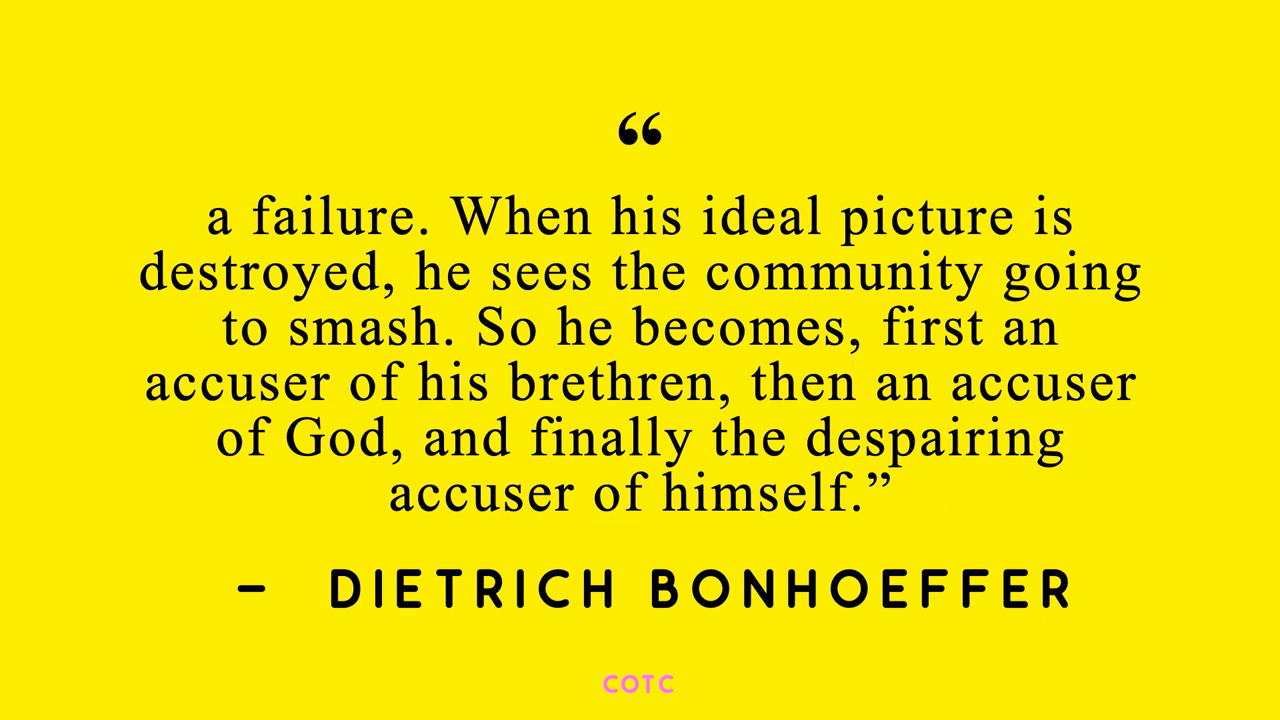 “
a failure. When his ideal picture is
destroyed, he sees the community going
to smash. So he becomes, first an
accuser of his brethren, then an accuser
of God, and finally the despairing
accuser of himself.”
– DIETRICH BONHOEFFER
COTC